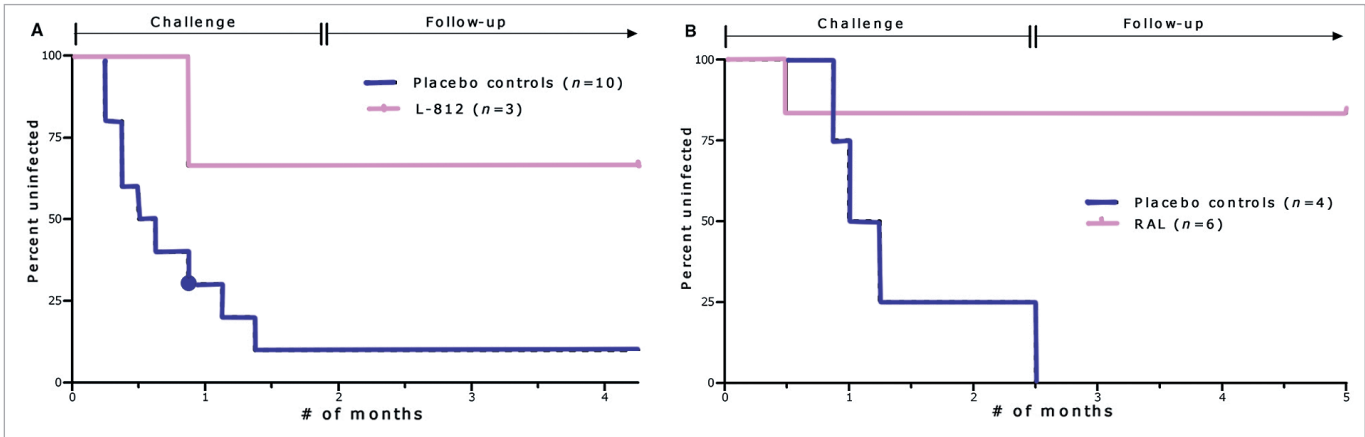 A
Challenge
Follow-up
100
75
50
25
0
Percent uninfected
Placebo controls (n=10)
L-812 (n=3)
0
1
2
3
4
# of months
B
Challenge
Follow-up
100
75
50
25
0
Percent uninfected
Placebo controls (n=4)
RAL (n=6)
0
1
2
3
4
5
# of months